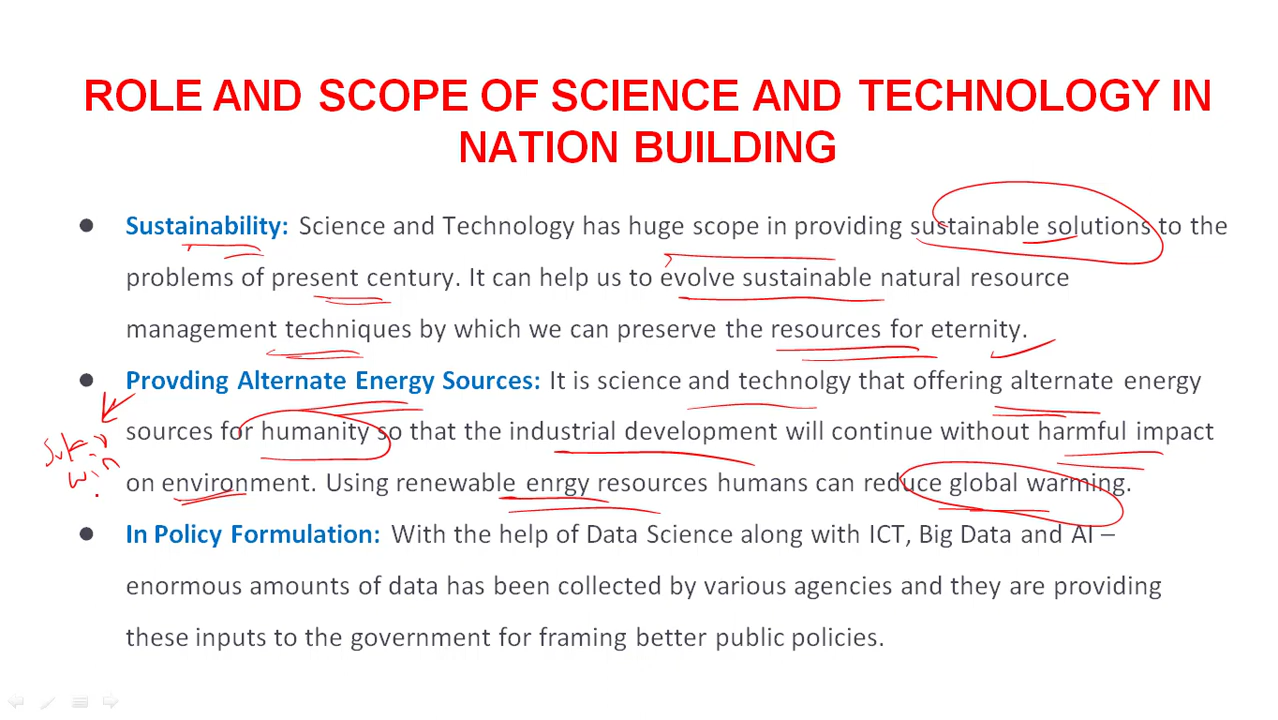 ROLE AND SCOPE OF SCIENCE AND TECHNOLOGY IN
NATION BUILDING
● Sustainability: Science and Technology has huge scope in providing sustainable solutions to the
problems of present century. It can help us to evolve sustainable natural resource
management techniques by which we can preserve the resources for eternity.
● Provding Alternate Energy Sources: It is science and technolgy that offering alternate energy
sources for humanity so that the industrial development will continue without harmful impact
on environment. Using renewable enrgy resources humans can reduce global warming.
● In Policy Formulation: With the help of Data Science along with ICT, Big Data and AI –
enormous amounts of data has been collected by various agencies and they are providing
these inputs to the government for framing better public policies.